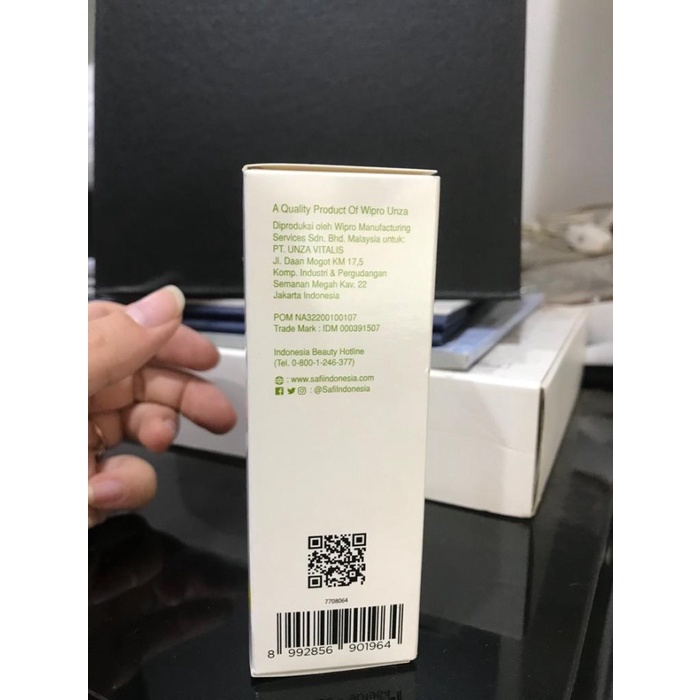 A Quality Product Of Wipro Unza
Diproduksi oleh Wipro Manufacturing
Services Sdn. Bhd. Malaysia untuk:
PT. UNZA VITALIS
Jl. Daan Mogot KM 17,5
Komp. Industri & Pergudangan
Semanan Megah Kav. 22
Jakarta Indonesia
POM NA32200100107
Trade Mark : IDM 000391507
Indonesia Beauty Hotline
(Tel. 0-800-1-246-377)
: www.safiindonesia.com
: @SafiIndonesia
7708064
8 992856 901964